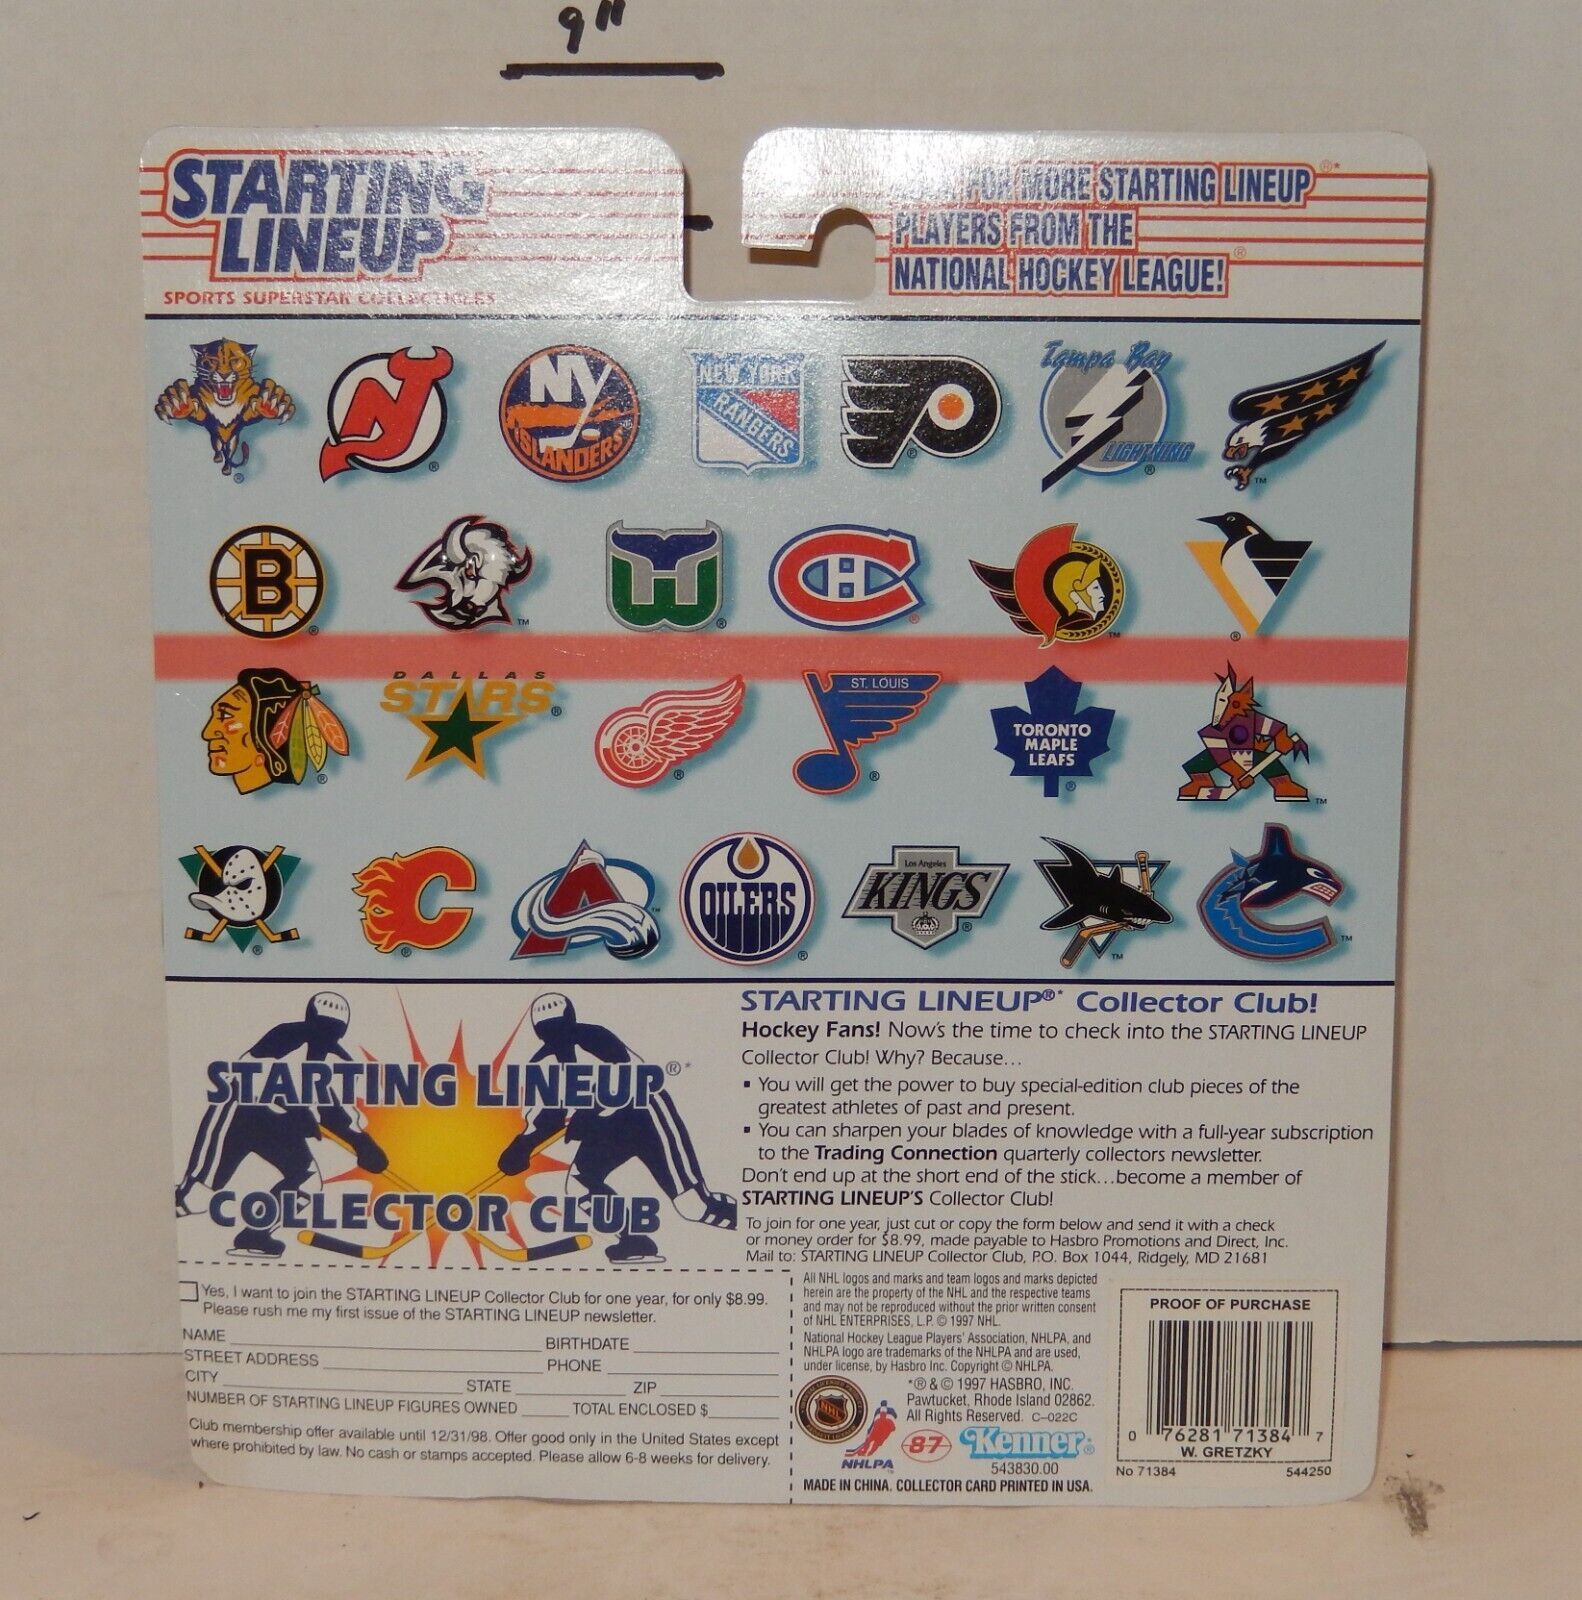 9"
STARTING
LINEUP
SPORTS SUPERSTAR COLLECTIBLES
FOR MORE STARTING LINEUP®*
PLAYERS FROM THE
NATIONAL HOCKEY LEAGUE!®
NY
ISLANDERS
NEW YORK
RANGERS
Tampa Bay
LIGHTNING
B
DALLAS
STARS
ST. LOUIS
TORONTO
MAPLE
LEAFS
OILERS
Los Angeles
KINGS
STARTING LINEUP®*
COLLECTOR CLUB
STARTING LINEUP®* Collector Club!
Hockey Fans! Now's the time to check into the STARTING LINEUP
Collector Club! Why? Because...
▪ You will get the power to buy special-edition club pieces of the
greatest athletes of past and present.
▪ You can sharpen your blades of knowledge with a full-year subscription
to the Trading Connection quarterly collectors newsletter.
Don't end up at the short end of the stick...become a member of
STARTING LINEUP'S Collector Club!
To join for one year, just cut or copy the form below and send it with a check
or money order for $8.99, made payable to Hasbro Promotions and Direct, Inc.
Mail to: STARTING LINEUP Collector Club, P.O. Box 1044, Ridgely, MD 21681
Yes, I want to join the STARTING LINEUP Collector Club for one year, for only $8.99.
Please rush me my first issue of the STARTING LINEUP newsletter.
NAME BIRTHDATE
STREET ADDRESS PHONE
CITY STATE ZIP
NUMBER OF STARTING LINEUP FIGURES OWNED TOTAL ENCLOSED $
Club membership offer available until 12/31/98. Offer good only in the United States except
where prohibited by law. No cash or stamps accepted. Please allow 6-8 weeks for delivery.
All NHL logos and marks and team logos and marks depicted
herein are the property of the NHL and the respective teams
and may not be reproduced without the prior written consent
of NHL ENTERPRISES, L.P. © 1997 NHL.
National Hockey League Players' Association, NHLPA, and
NHLPA logo are trademarks of the NHLPA and are used,
under license, by Hasbro Inc. Copyright © NHLPA.
*® & © 1997 HASBRO, INC.
Pawtucket, Rhode Island 02862.
All Rights Reserved. C-022C
NHL
NHLPA
87
Kenner®
543830.00
MADE IN CHINA. COLLECTOR CARD PRINTED IN USA.
PROOF OF PURCHASE
0 76281 71384 7
W. GRETZKY
No 71384 544250